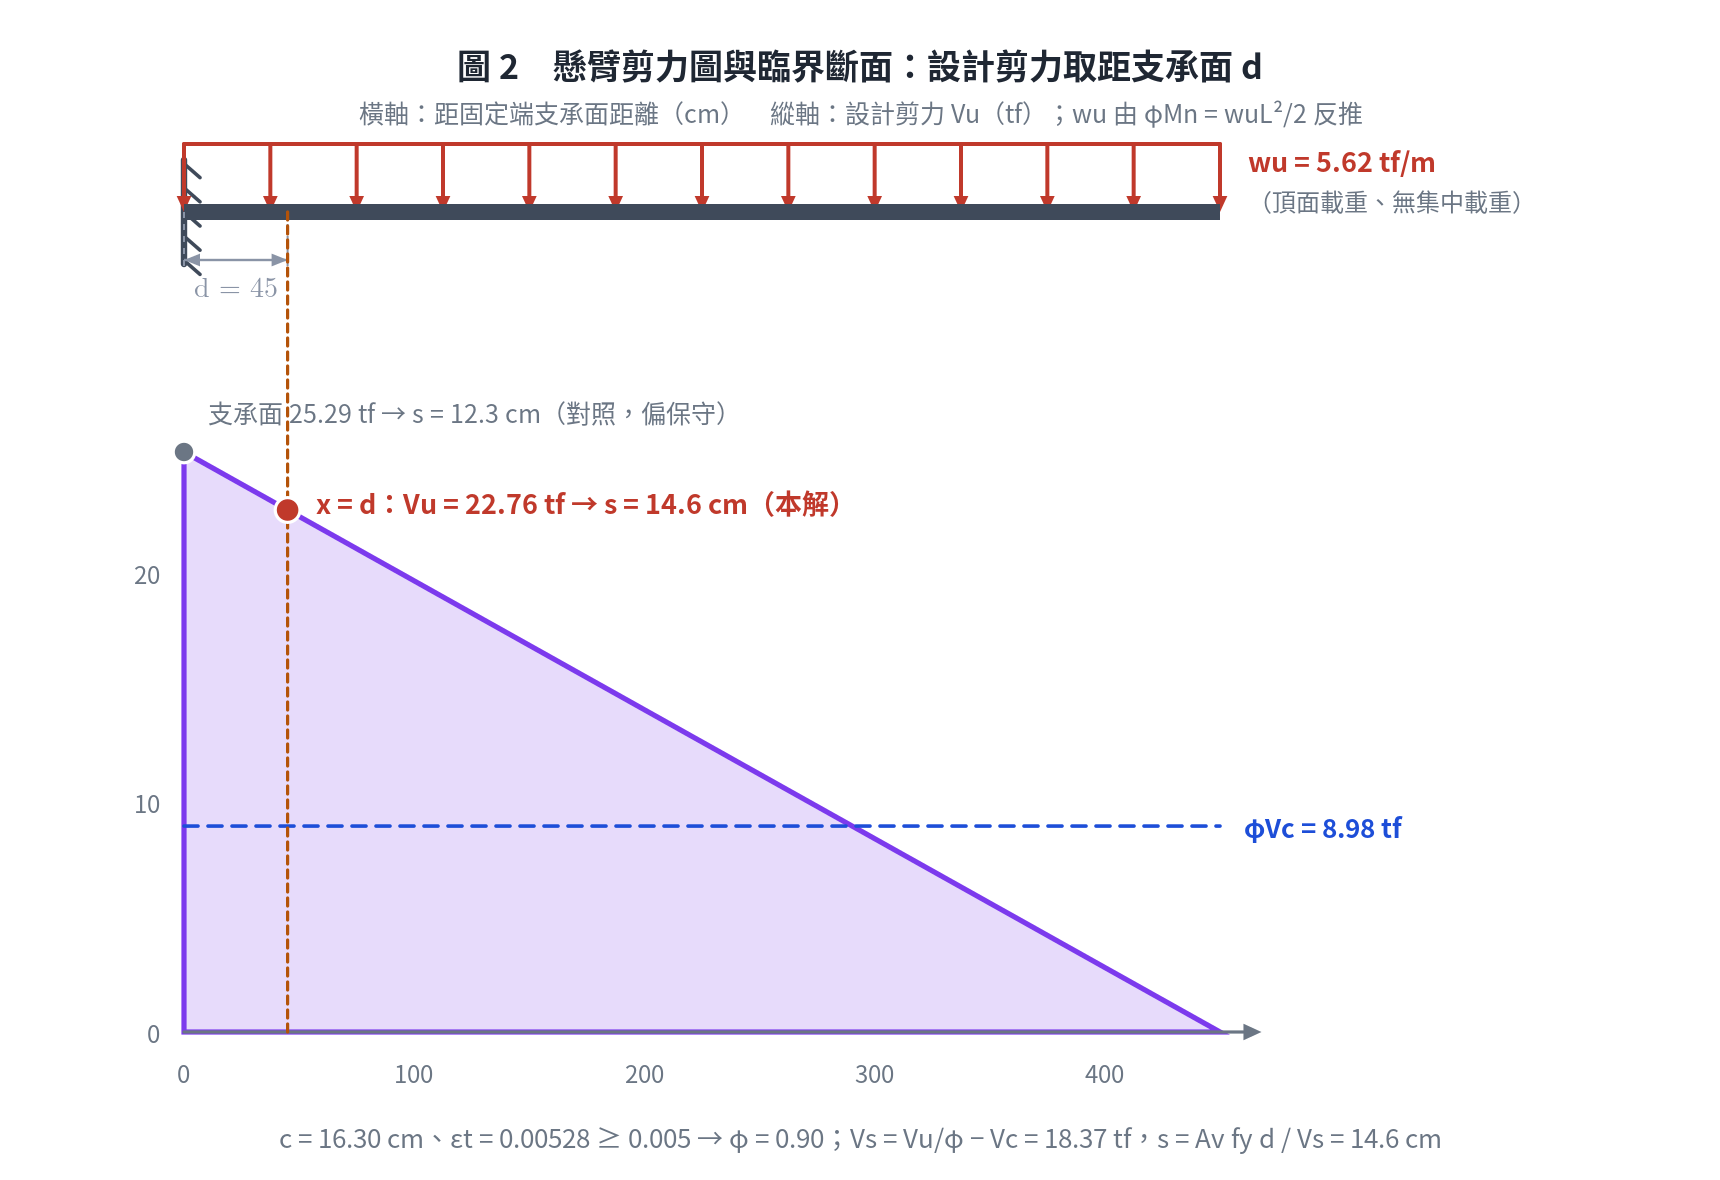 圖 2　懸臂剪力圖與臨界斷面：設計剪力取距支承面 d
橫軸：距固定端支承面距離（cm）　縱軸：設計剪力 Vu（tf）；wu 由 φMn = wuL²/2 反推
wu = 5.62 tf/m
（頂面載重、無集中載重）
d = 45
支承面 25.29 tf → s = 12.3 cm（對照，偏保守）
x = d：Vu = 22.76 tf → s = 14.6 cm（本解）
20
10
φVc = 8.98 tf
0
0 100 200 300 400
c = 16.30 cm、εt = 0.00528 ≥ 0.005 → φ = 0.90；Vs = Vu/φ − Vc = 18.37 tf，s = Av fy d / Vs = 14.6 cm